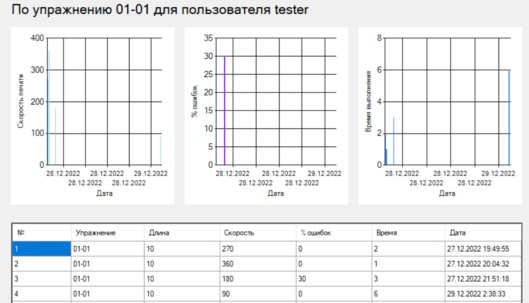 По упражнению 01-01 для пользователя tester
400
300
200
100
0
Скорость печати
28.12.2022 28.12.2022 29.12.2022
28.12.2022 28.12.2022
Дата
35
30
25
20
15
10
5
0
% ошибок
28.12.2022 28.12.2022 29.12.2022
28.12.2022 28.12.2022
Дата
8
6
4
2
0
Время выполнения
28.12.2022 28.12.2022 29.12.2022
28.12.2022 28.12.2022
Дата
№ Упражнение Длина Скорость % ошибок Время Дата
1 01-01 10 270 0 2 27.12.2022 19:49:55
2 01-01 10 360 0 1 27.12.2022 20:04:32
3 01-01 10 180 30 3 27.12.2022 21:51:18
4 01-01 10 90 0 6 29.12.2022 2:38:33